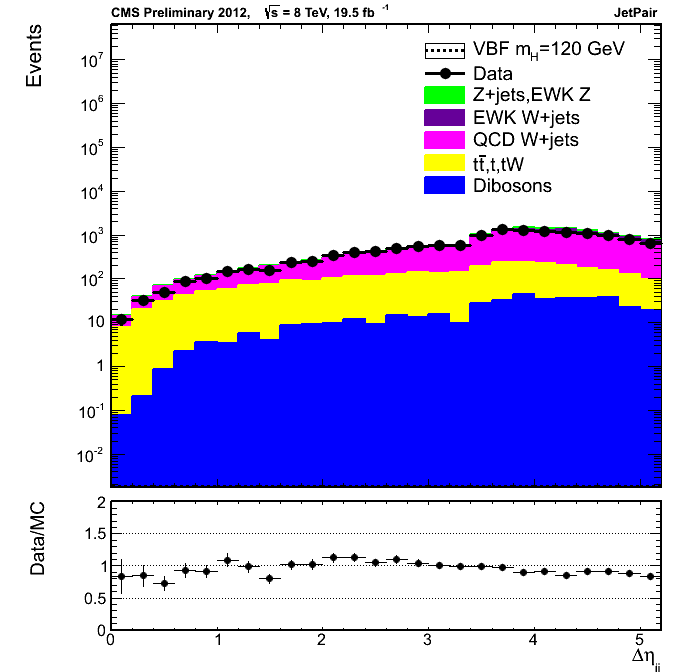 CMS Preliminary 2012, √s = 8 TeV, 19.5 fb⁻¹ JetPair
Events
10⁷
10⁶
10⁵
10⁴
10³
10²
10
1
10⁻¹
10⁻²
VBF m_H=120 GeV
Data
Z+jets,EWK Z
EWK W+jets
QCD W+jets
tt̄,t,tW
Dibosons
Data/MC
2
1.5
1
0.5
0
0 1 2 3 4 5
Δη_jj